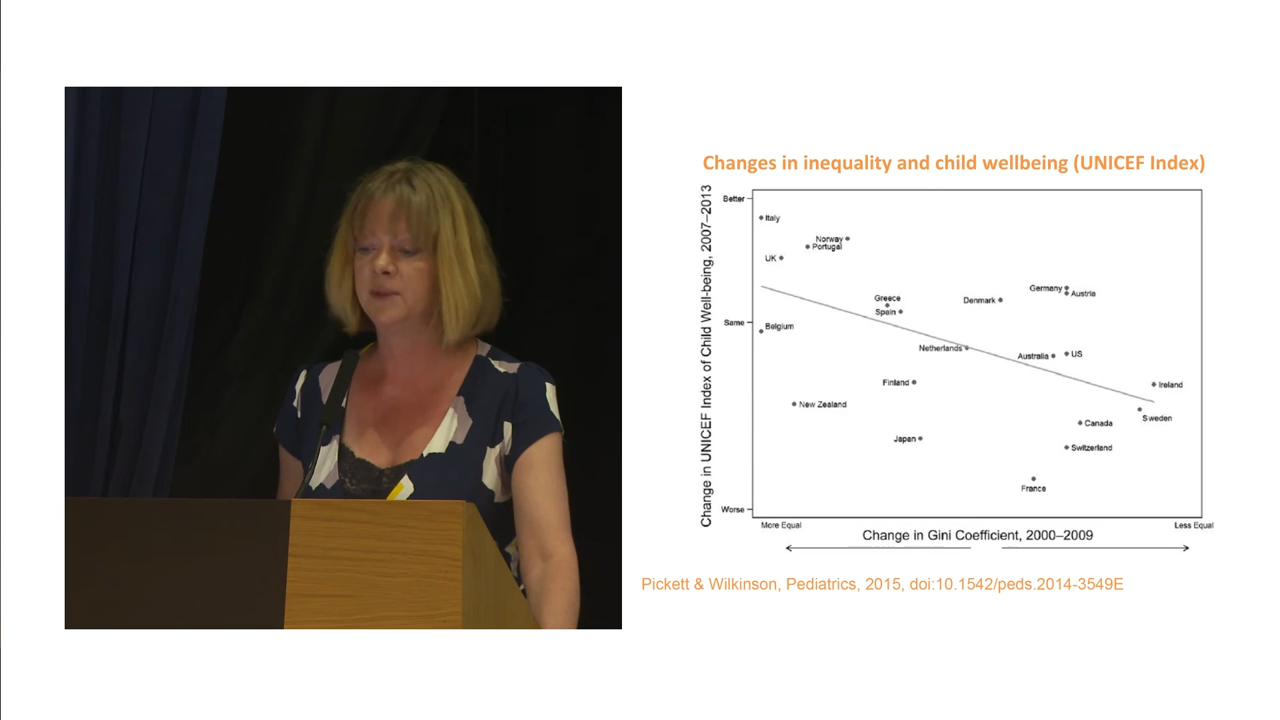 Changes in inequality and child wellbeing (UNICEF Index)
Change in UNICEF Index of Child Well-being, 2007–2013
Better
Same
Worse
Italy
Norway
Portugal
UK
Greece
Spain
Denmark
Germany
Austria
Belgium
Netherlands
Australia
US
Finland
Ireland
New Zealand
Sweden
Canada
Japan
Switzerland
France
More Equal
Less Equal
Change in Gini Coefficient, 2000–2009
Pickett & Wilkinson, Pediatrics, 2015, doi:10.1542/peds.2014-3549E